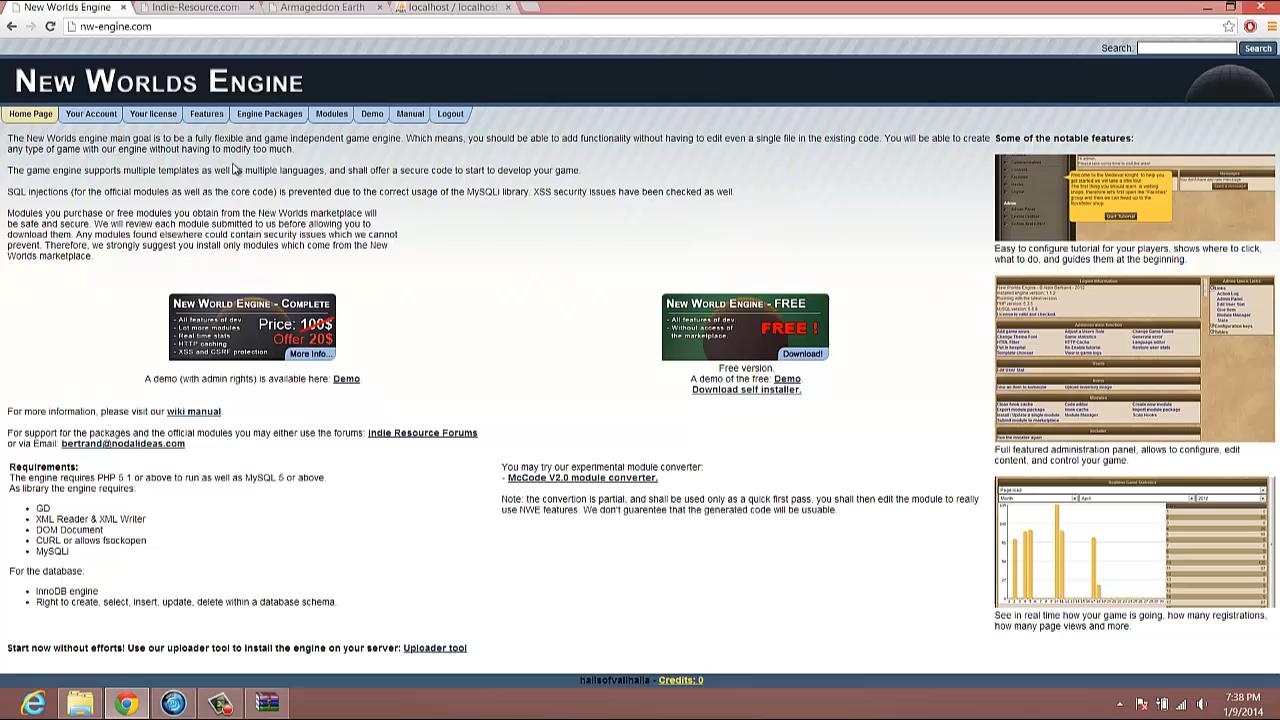 New Worlds Engine
Indie-Resource.com
Armageddon Earth
localhost / localhost
nw-engine.com
Search:
Search
New Worlds Engine
Home Page
Your Account
Your license
Features
Engine Packages
Modules
Demo
Manual
Logout
The New Worlds engine main goal is to be a fully flexible and game independent game engine. Which means, you should be able to add functionality without having to edit even a single file in the existing code. You will be able to create
any type of game with our engine without having to modify too much.
The game engine supports multiple templates as well as multiple languages, and shall offer a secure code to start to develop your game.
SQL injections (for the official modules as well as the core code) is prevented due to the correct usage of the MySQLi library. XSS security issues have been checked as well.
Modules you purchase or free modules you obtain from the New Worlds marketplace will
be safe and secure. We will review each module submitted to us before allowing you to
download them. Any modules found elsewhere could contain security issues which we cannot
prevent. Therefore, we strongly suggest you install only modules which come from the New
Worlds marketplace.
New World Engine - Complete
- All features of dev.
- Lot more modules
- Real time stats
- HTTP caching
- XSS and CSRF protection
Price: 100$
Offer 20$
More Info...
A demo (with admin rights) is available here: Demo
New World Engine - FREE
- All features of dev.
- Without access of
the marketplace.
FREE !
Download!
Free version.
A demo of the free: Demo.
Download self installer.
For more information, please visit our wiki manual.
For support for the packages and the official modules you may either use the forums: Indie Resource Forums
or via Email: bertrand@nodalideas.com
Requirements:
The engine requires PHP 5.1 or above to run as well as MySQL 5 or above.
As library the engine requires:
• GD
• XML Reader & XML Writer
• DOM Document
• CURL or allows fsockopen
• MySQLi
For the database:
• InnoDB engine
• Right to create, select, insert, update, delete within a database schema.
You may try our experimental module converter:
- McCode V2.0 module converter.
Note: the convertion is partial, and shall be used only as a quick first pass, you shall then edit the module to really
use NWE features. We don't guarentee that the generated code will be usuable.
Start now without efforts! Use our uploader tool to install the engine on your server: Uploader tool
Some of the notable features:
Start Tutorial
Easy to configure tutorial for your players, shows where to click,
what to do, and guides them at the beginning.
Full featured administration panel, allows to configure, edit
content, and control your game.
See in real time how your game is going, how many registrations,
how many page views and more.
hallsofvallhalla - Credits: 0
7:38 PM
1/9/2014